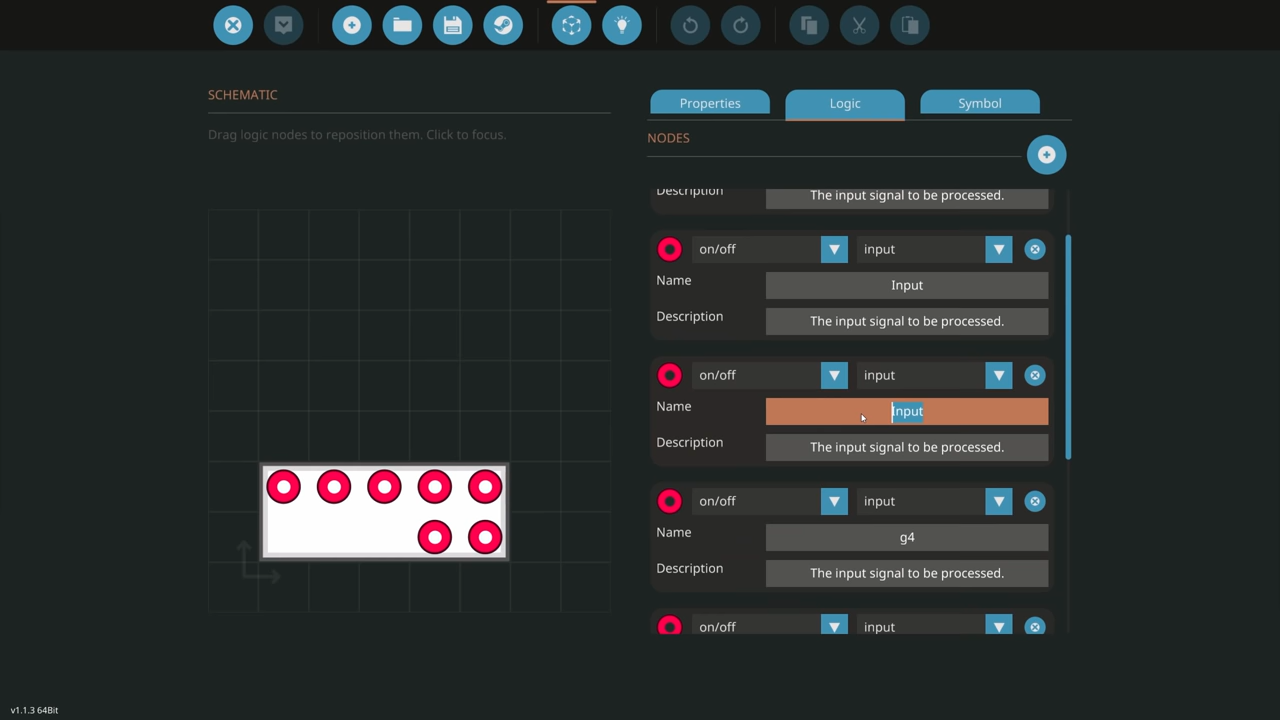 SCHEMATIC
Drag logic nodes to reposition them. Click to focus.
Properties
Logic
Symbol
NODES
Description
The input signal to be processed.
on/off
input
Name
Input
Description
The input signal to be processed.
on/off
input
Name
Input
Description
The input signal to be processed.
on/off
input
Name
g4
Description
The input signal to be processed.
on/off
input
v1.1.3 64Bit